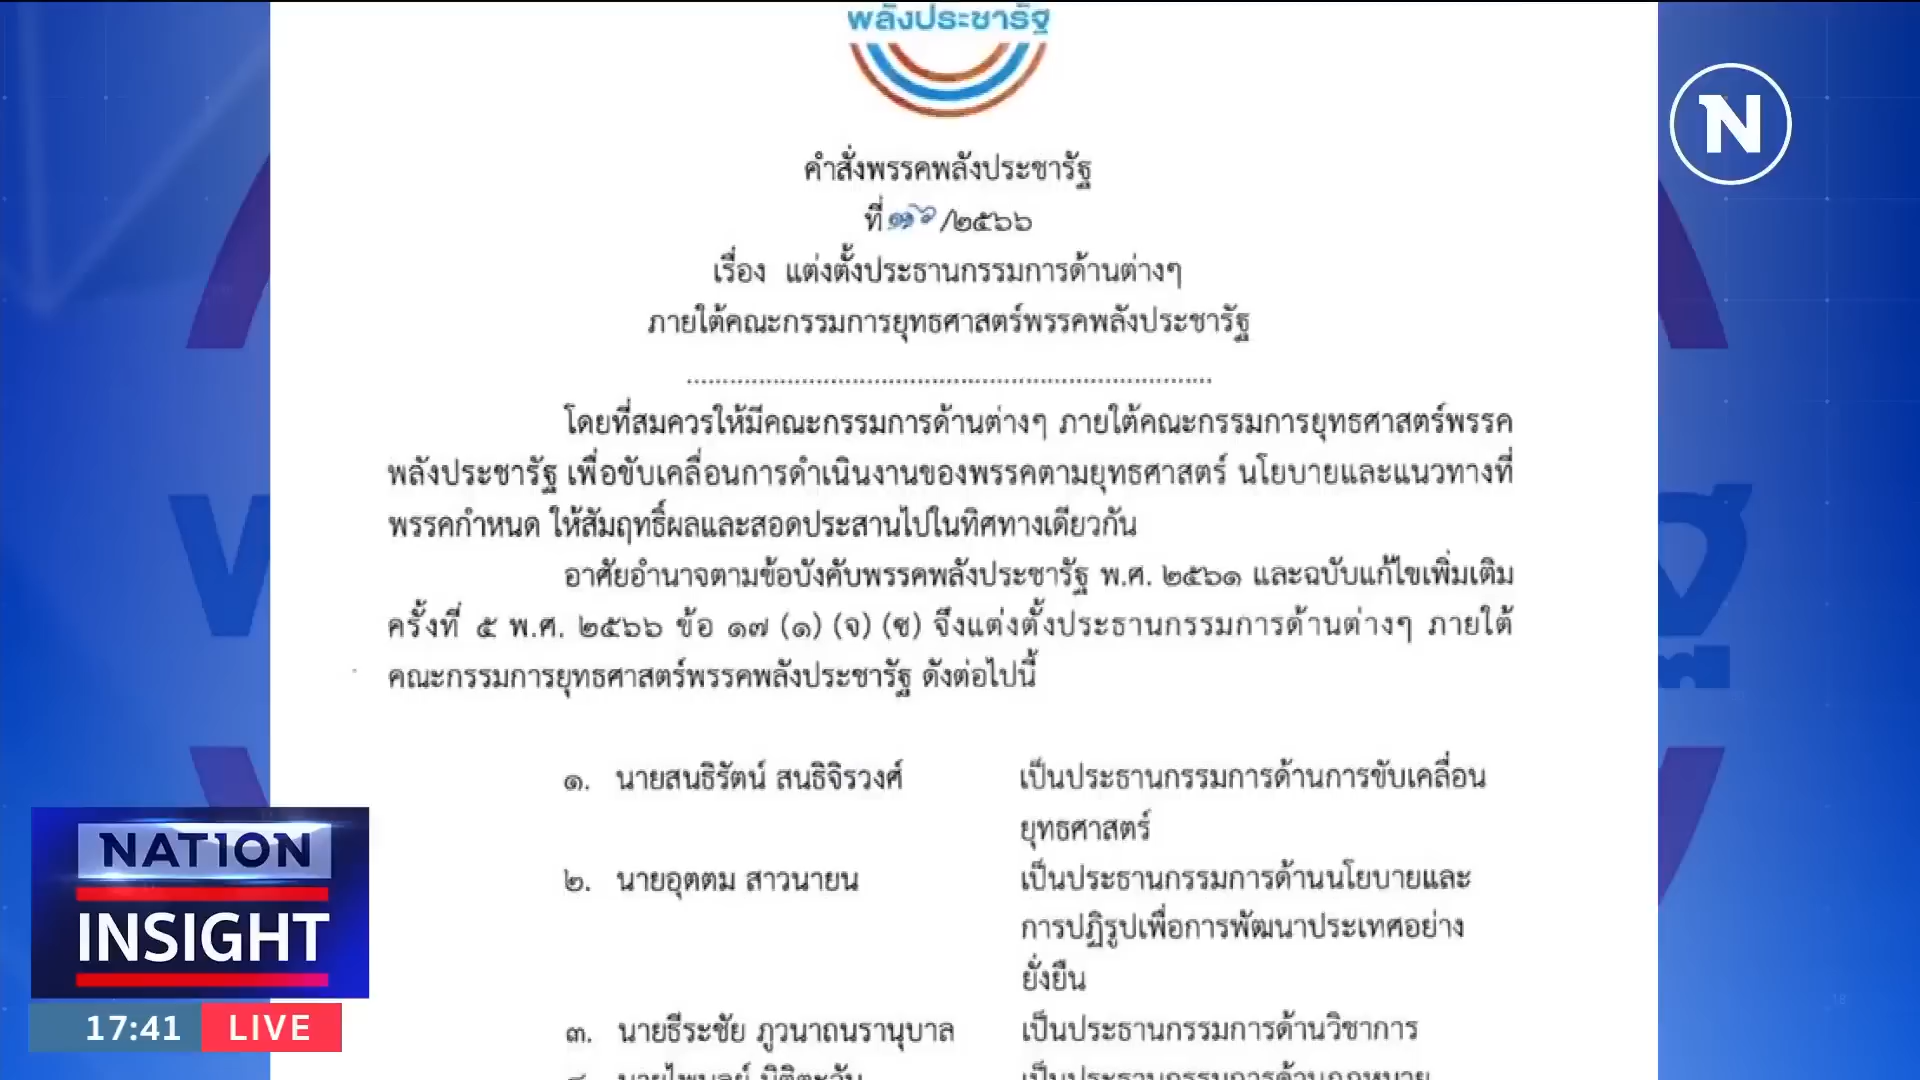 พลังประชารัฐ
N
คำสั่งพรรคพลังประชารัฐ
ที่ ๑๖ /๒๕๖๖
เรื่อง แต่งตั้งประธานกรรมการด้านต่างๆ
ภายใต้คณะกรรมการยุทธศาสตร์พรรคพลังประชารัฐ
โดยที่สมควรให้มีคณะกรรมการด้านต่างๆ ภายใต้คณะกรรมการยุทธศาสตร์พรรค
พลังประชารัฐ เพื่อขับเคลื่อนการดำเนินงานของพรรคตามยุทธศาสตร์ นโยบายและแนวทางที่
พรรคกำหนด ให้สัมฤทธิ์ผลและสอดประสานไปในทิศทางเดียวกัน
อาศัยอำนาจตามข้อบังคับพรรคพลังประชารัฐ พ.ศ. ๒๕๖๑ และฉบับแก้ไขเพิ่มเติม
ครั้งที่ ๕ พ.ศ. ๒๕๖๖ ข้อ ๑๗ (๑) (จ) (ช) จึงแต่งตั้งประธานกรรมการด้านต่างๆ ภายใต้
คณะกรรมการยุทธศาสตร์พรรคพลังประชารัฐ ดังต่อไปนี้
๑. นายสนธิรัตน์ สนธิจิรวงศ์ เป็นประธานกรรมการด้านการขับเคลื่อน
ยุทธศาสตร์
๒. นายอุตตม สาวนายน เป็นประธานกรรมการด้านนโยบายและ
การปฏิรูปเพื่อการพัฒนาประเทศอย่าง
ยั่งยืน
๓. นายธีระชัย ภูวนาถนรานุบาล เป็นประธานกรรมการด้านวิชาการ
NATION
INSIGHT
17:41 LIVE